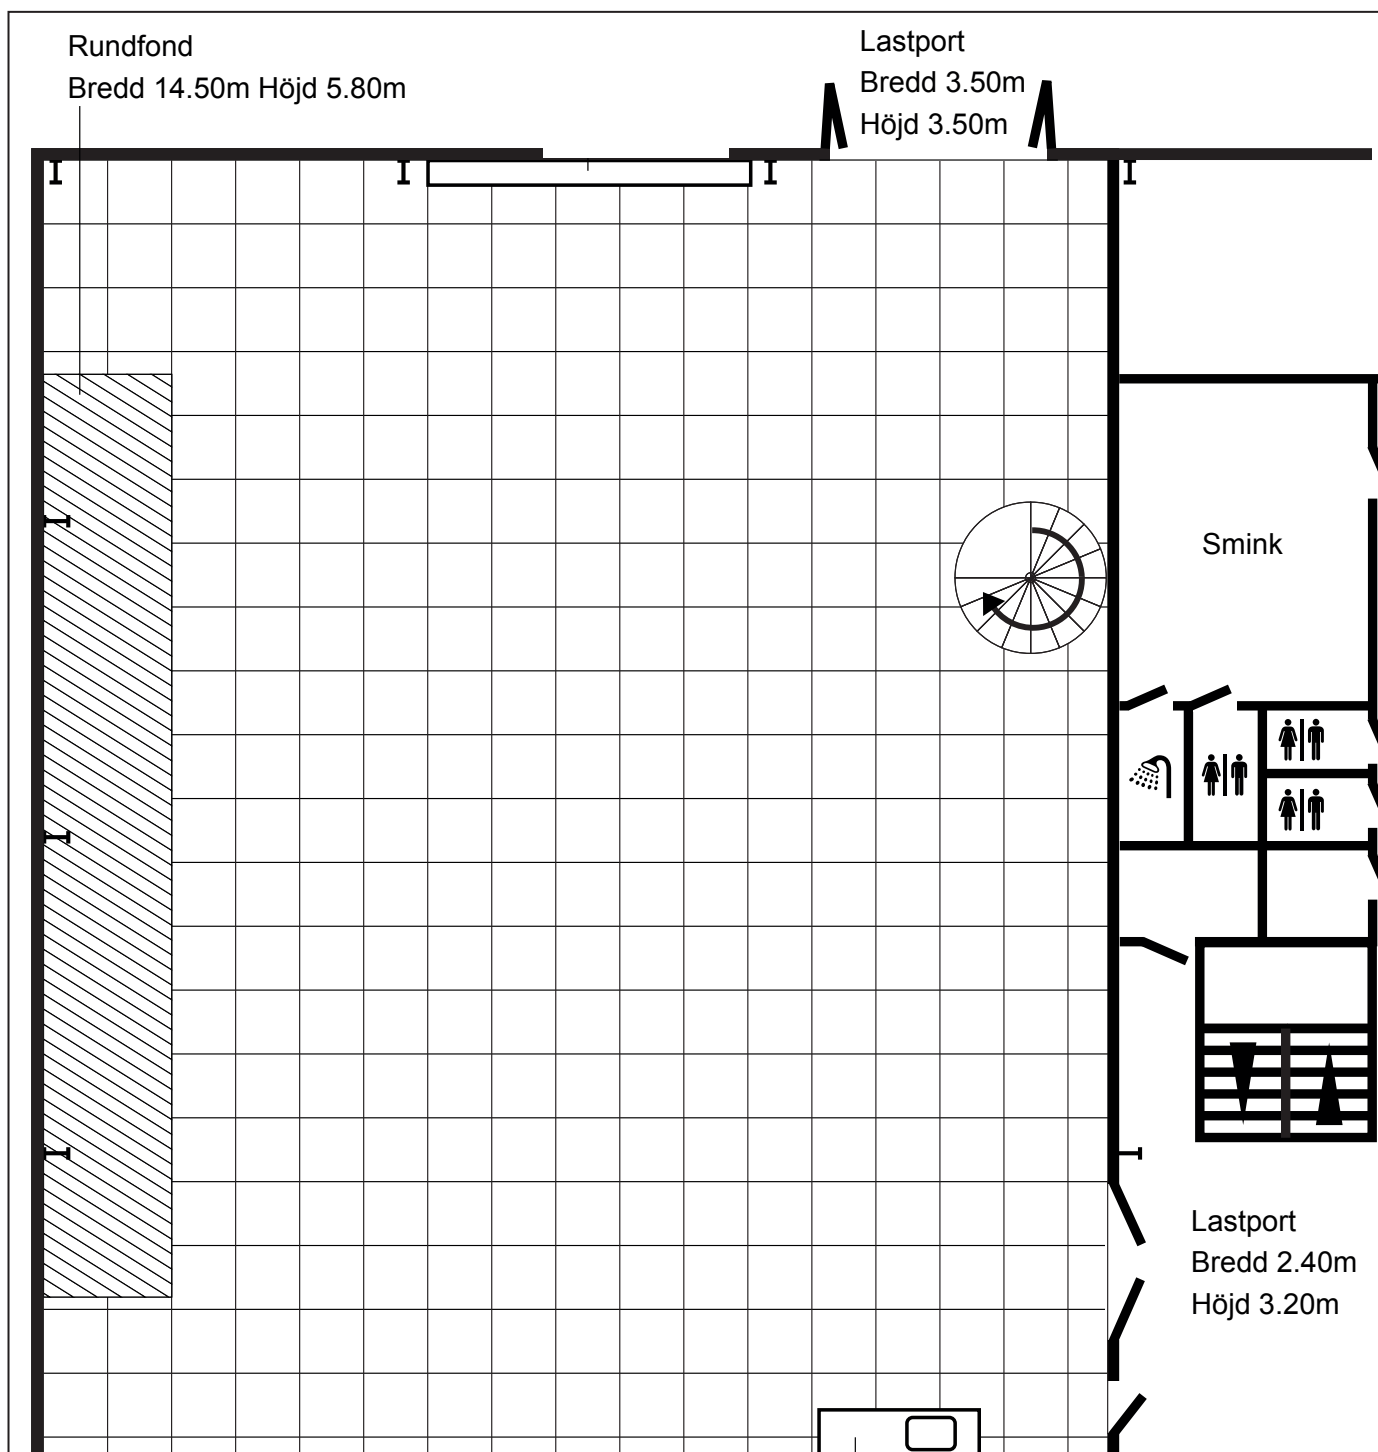 Rundfond
Bredd 14.50m Höjd 5.80m
Lastport
Bredd 3.50m
Höjd 3.50m
Smink
Lastport
Bredd 2.40m
Höjd 3.20m